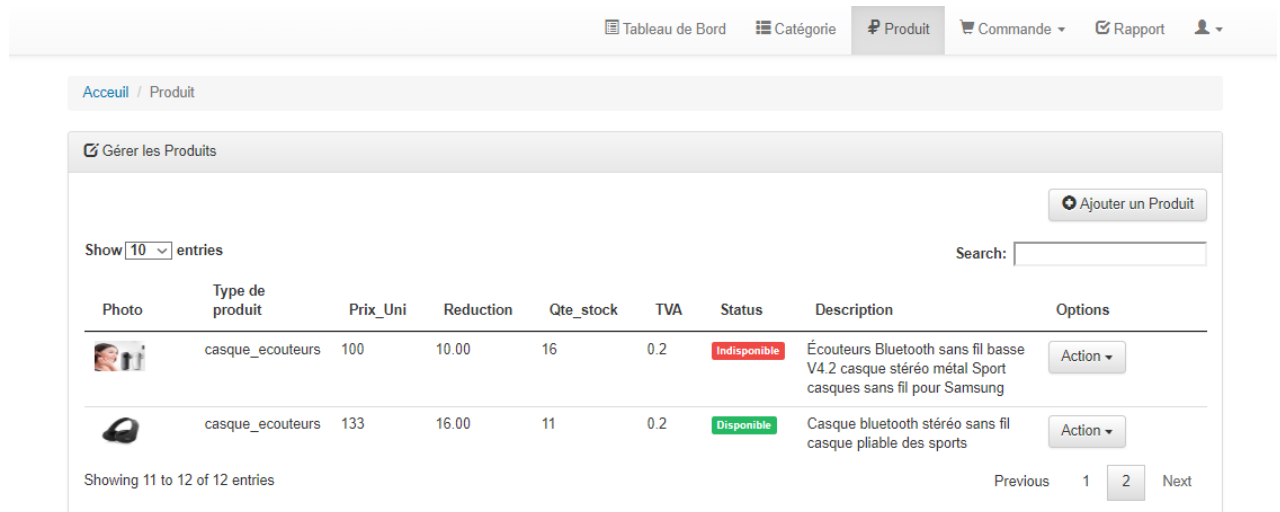 Tableau de Bord Catégorie Produit Commande Rapport
Acceuil / Produit
Gérer les Produits
Ajouter un Produit
Show 10 entries Search:
Photo Type de produit Prix_Uni Reduction Qte_stock TVA Status Description Options
casque_ecouteurs 100 10.00 16 0.2 Indisponible Écouteurs Bluetooth sans fil basse Action
V4.2 casque stéréo métal Sport
casques sans fil pour Samsung
casque_ecouteurs 133 16.00 11 0.2 Disponible Casque bluetooth stéréo sans fil Action
casque pliable des sports
Showing 11 to 12 of 12 entries Previous 1 2 Next